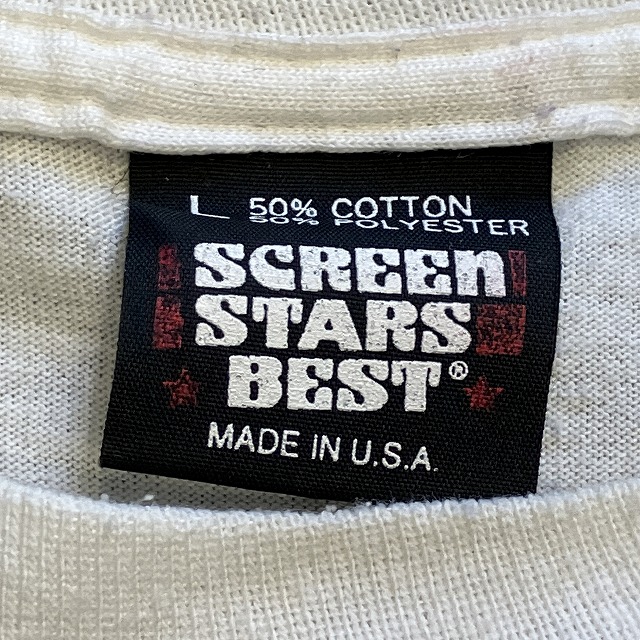 L 50% COTTON
50% POLYESTER
SCREEN
STARS
BEST®
MADE IN U.S.A.